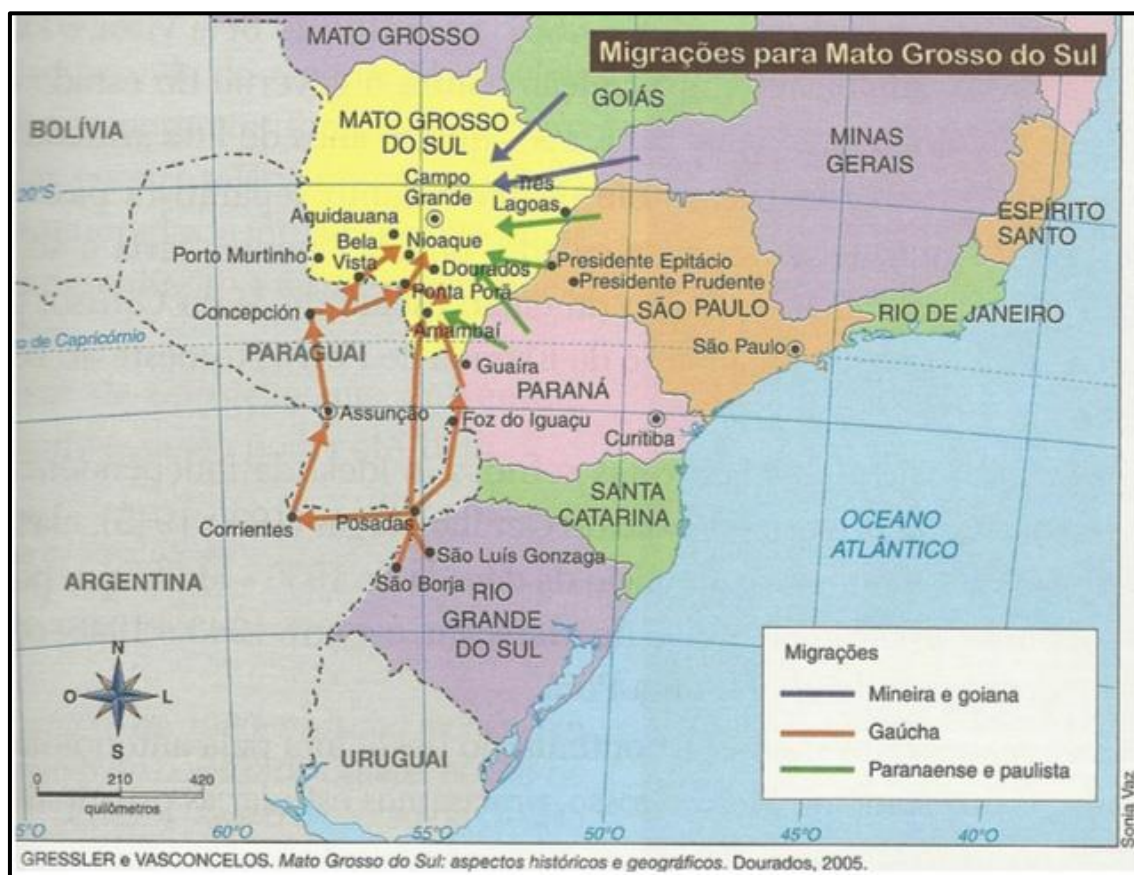 Migrações para Mato Grosso do Sul
MATO GROSSO
GOIÁS
BOLÍVIA
MATO GROSSO
DO SUL
MINAS
GERAIS
20°S
Campo
Grande
Três
Lagoas
ESPÍRITO
SANTO
Aquidauana
Nioaque
Porto Murtinho
Bela
Vista
Dourados
Presidente Epitácio
Ponta Porã
Presidente Prudente
SÃO PAULO
RIO DE JANEIRO
Concepción
Amambaí
o de Capricórnio
PARAGUAI
São Paulo
Guaíra
PARANÁ
Assunção
Foz do Iguaçu
Curitiba
SANTA
CATARINA
Corrientes
Posadas
OCEANO
ATLÂNTICO
São Luís Gonzaga
ARGENTINA
São Borja
RIO
GRANDE
DO SUL
Migrações
Mineira e goiana
Gaúcha
Paranaense e paulista
N
O
L
S
URUGUAI
0 210 420
quilômetros
5°O 60° 55° 50°O 45°O 40°O
Sonia Vaz
GRESSLER e VASCONCELOS. Mato Grosso do Sul: aspectos históricos e geográficos. Dourados, 2005.